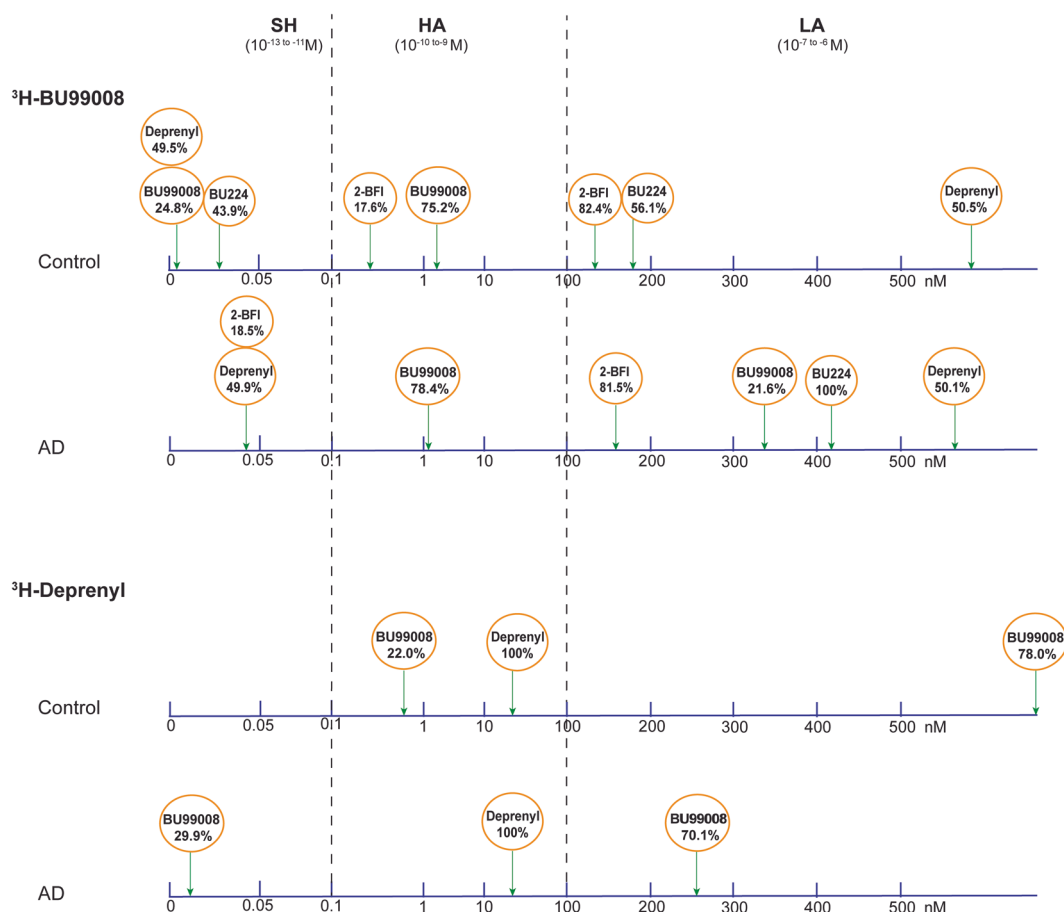 SH HA LA
(10-13 to -11M) (10-10 to-9 M) (10-7 to -6 M)
³H-BU99008
Deprenyl
49.5%
BU99008 BU224 2-BFI BU99008 2-BFI BU224 Deprenyl
24.8% 43.9% 17.6% 75.2% 82.4% 56.1% 50.5%
Control
0 0.05 0.1 1 10 100 200 300 400 500 nM
2-BFI
18.5%
Deprenyl BU99008 2-BFI BU99008 BU224 Deprenyl
49.9% 78.4% 81.5% 21.6% 100% 50.1%
AD
0 0.05 0.1 1 10 100 200 300 400 500 nM
³H-Deprenyl
BU99008 Deprenyl BU99008
22.0% 100% 78.0%
Control
0 0.05 0.1 1 10 100 200 300 400 500 nM
BU99008 Deprenyl BU99008
29.9% 100% 70.1%
AD
0 0.05 0.1 1 10 100 200 300 400 500 nM